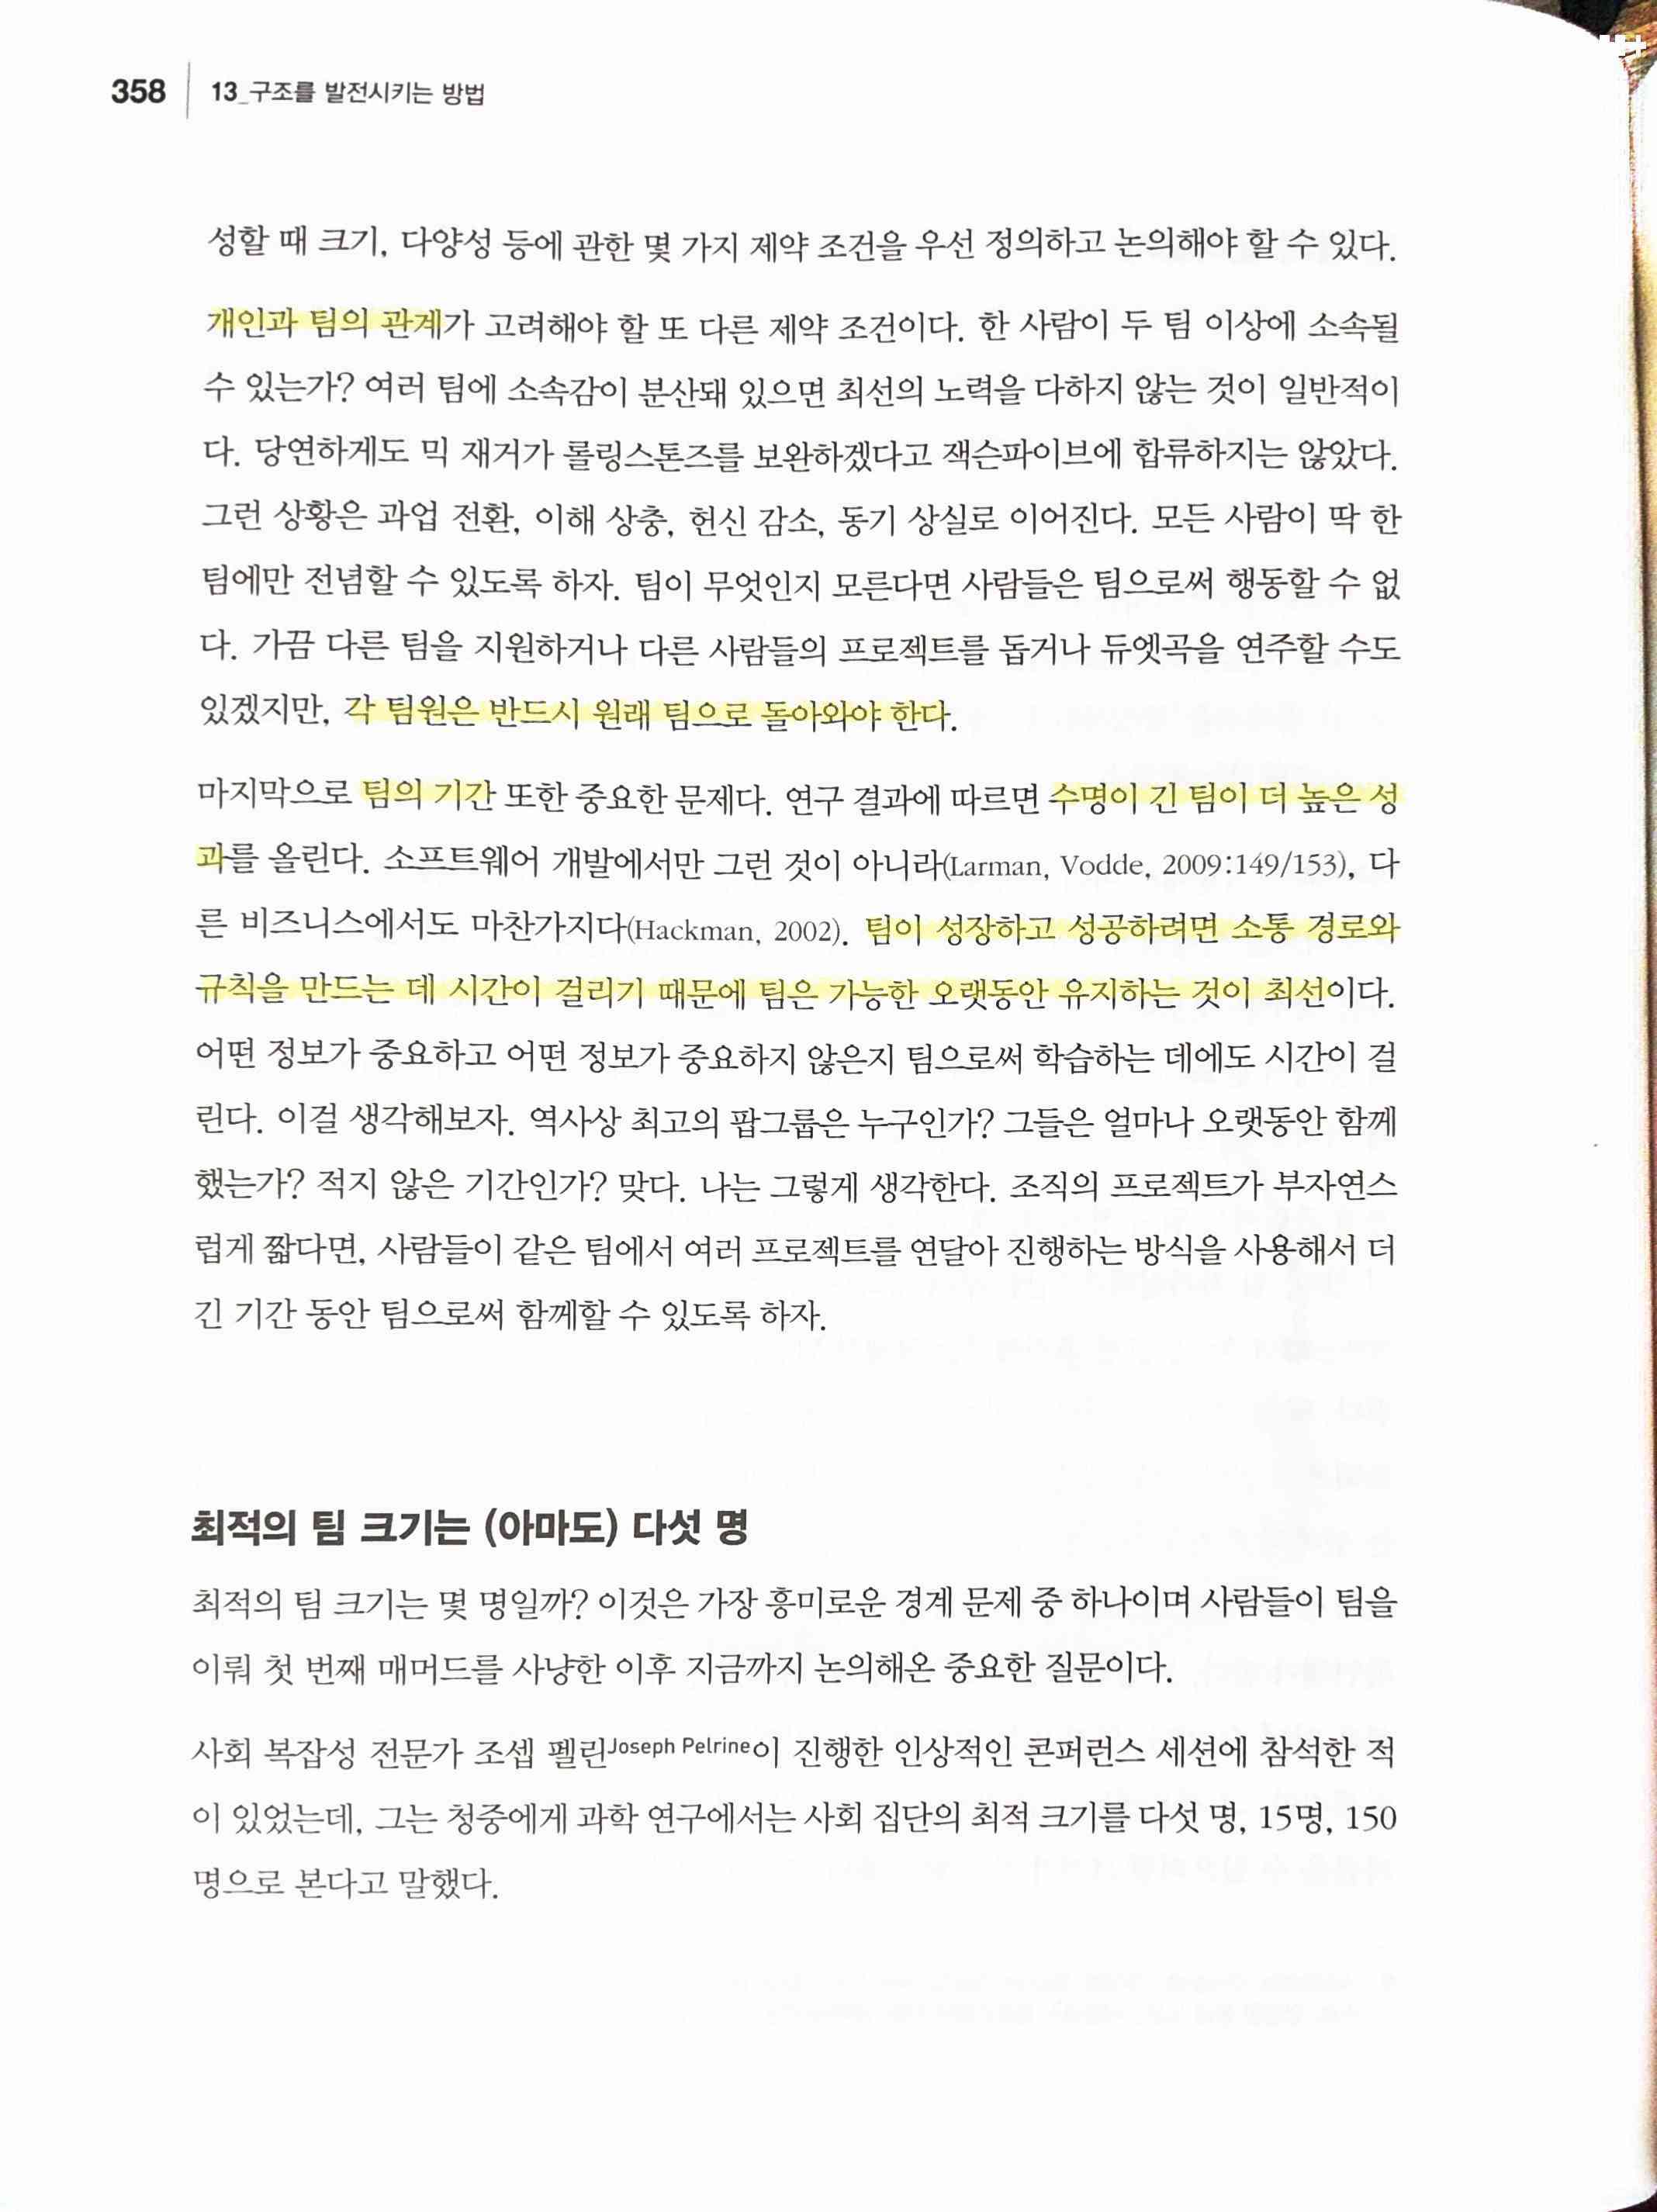 358 13_구조를 발전시키는 방법
성할 때 크기, 다양성 등에 관한 몇 가지 제약 조건을 우선 정의하고 논의해야 할 수 있다.
개인과 팀의 관계가 고려해야 할 또 다른 제약 조건이다. 한 사람이 두 팀 이상에 소속될
수 있는가? 여러 팀에 소속감이 분산돼 있으면 최선의 노력을 다하지 않는 것이 일반적이
다. 당연하게도 믹 재거가 롤링스톤즈를 보완하겠다고 잭슨파이브에 합류하지는 않았다.
그런 상황은 과업 전환, 이해 상충, 헌신 감소, 동기 상실로 이어진다. 모든 사람이 딱 한
팀에만 전념할 수 있도록 하자. 팀이 무엇인지 모른다면 사람들은 팀으로써 행동할 수 없
다. 가끔 다른 팀을 지원하거나 다른 사람들의 프로젝트를 돕거나 듀엣곡을 연주할 수도
있겠지만, 각 팀원은 반드시 원래 팀으로 돌아와야 한다.
마지막으로 팀의 기간 또한 중요한 문제다. 연구 결과에 따르면 수명이 긴 팀이 더 높은 성
과를 올린다. 소프트웨어 개발에서만 그런 것이 아니라(Larman, Vodde, 2009:149/153), 다
른 비즈니스에서도 마찬가지다(Hackman, 2002). 팀이 성장하고 성공하려면 소통 경로와
규칙을 만드는 데 시간이 걸리기 때문에 팀은 가능한 오랫동안 유지하는 것이 최선이다.
어떤 정보가 중요하고 어떤 정보가 중요하지 않은지 팀으로써 학습하는 데에도 시간이 걸
린다. 이걸 생각해보자. 역사상 최고의 팝그룹은 누구인가? 그들은 얼마나 오랫동안 함께
했는가? 적지 않은 기간인가? 맞다. 나는 그렇게 생각한다. 조직의 프로젝트가 부자연스
럽게 짧다면, 사람들이 같은 팀에서 여러 프로젝트를 연달아 진행하는 방식을 사용해서 더
긴 기간 동안 팀으로써 함께할 수 있도록 하자.
최적의 팀 크기는 (아마도) 다섯 명
최적의 팀 크기는 몇 명일까? 이것은 가장 흥미로운 경계 문제 중 하나이며 사람들이 팀을
이뤄 첫 번째 매머드를 사냥한 이후 지금까지 논의해온 중요한 질문이다.
사회 복잡성 전문가 조셉 펠린Joseph Pelrine이 진행한 인상적인 콘퍼런스 세션에 참석한 적
이 있었는데, 그는 청중에게 과학 연구에서는 사회 집단의 최적 크기를 다섯 명, 15명, 150
명으로 본다고 말했다.